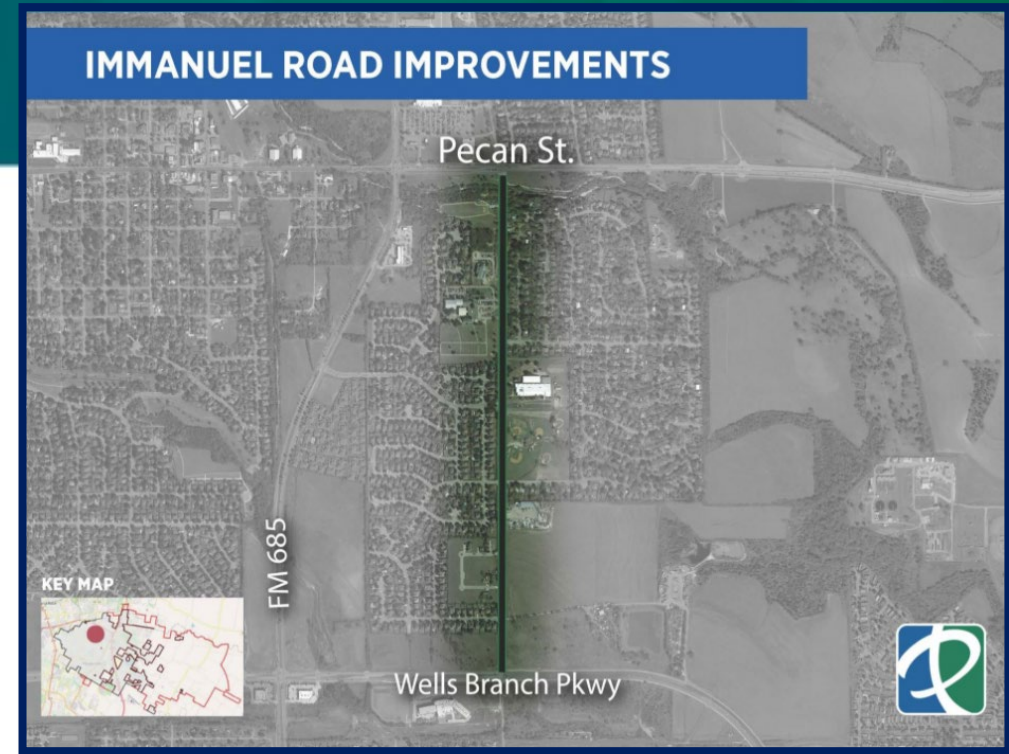 IMMANUEL ROAD IMPROVEMENTS
Pecan St.
FM 685
KEY MAP
Wells Branch Pkwy